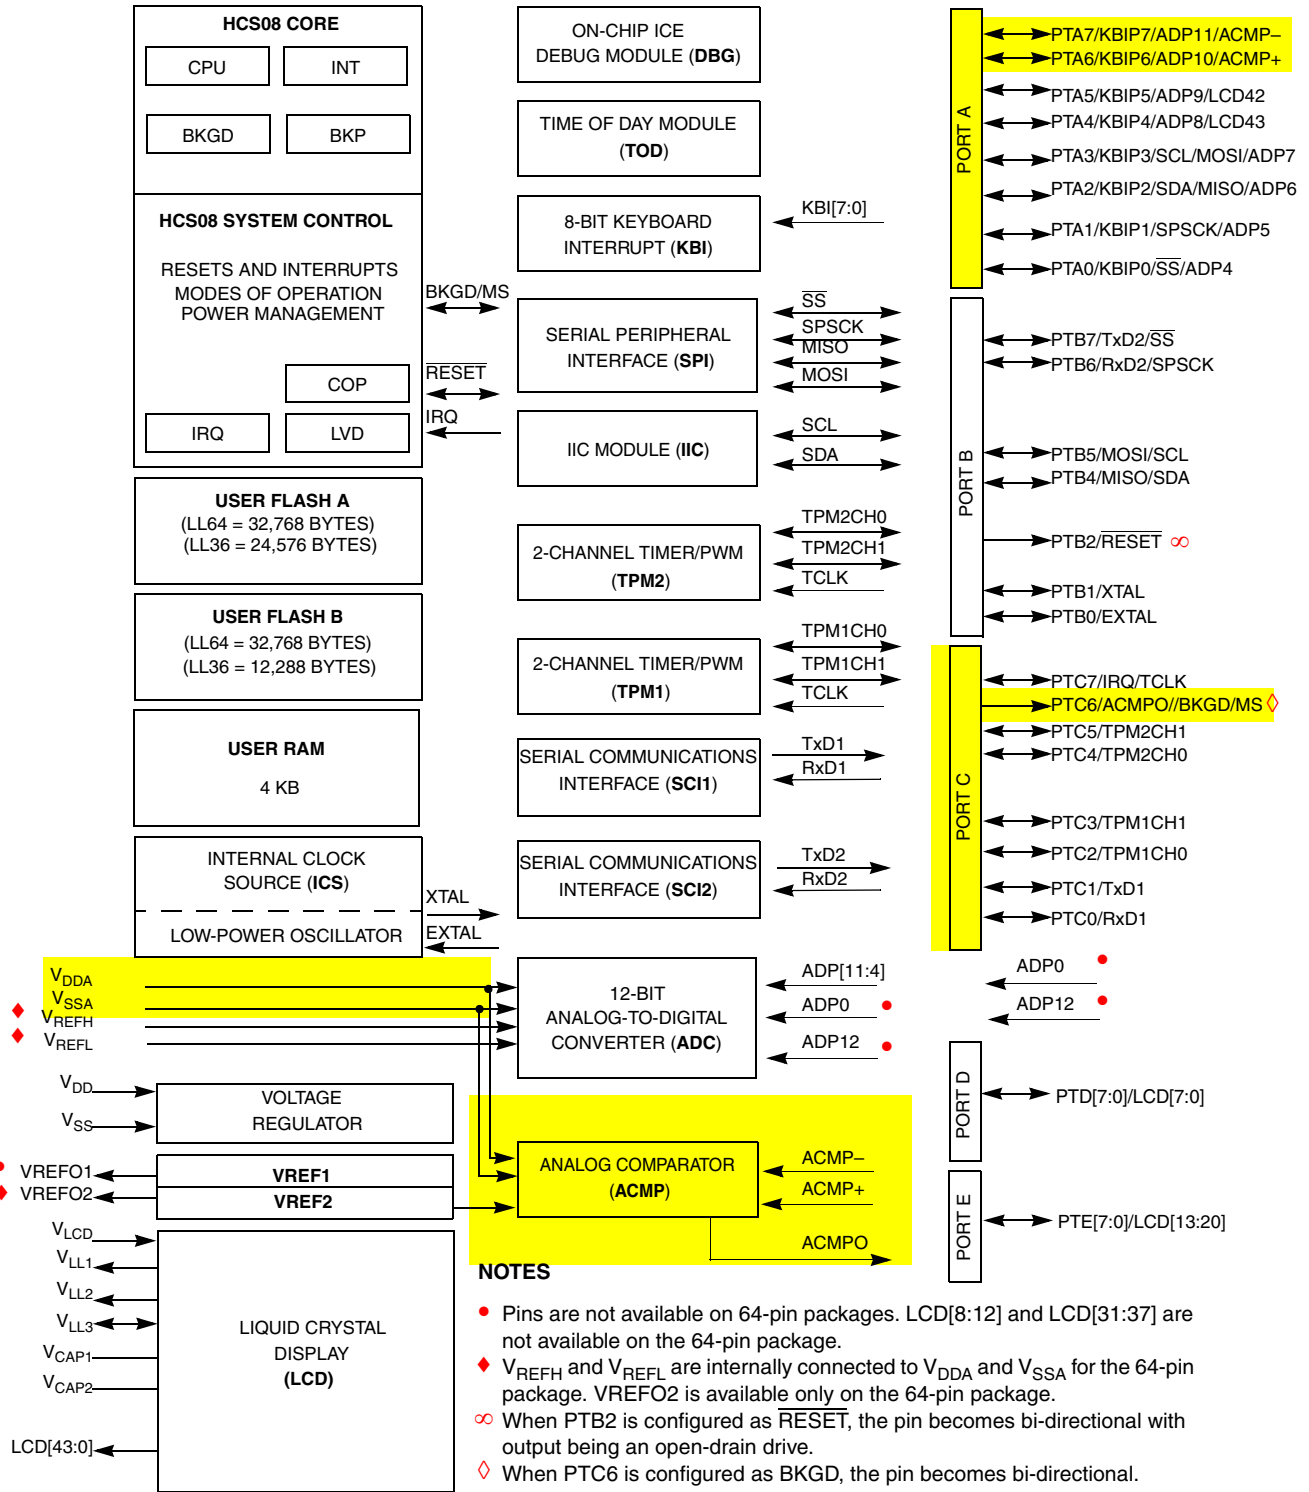 HCS08 CORE
CPU
INT
BKGD
BKP
HCS08 SYSTEM CONTROL
RESETS AND INTERRUPTS
MODES OF OPERATION
POWER MANAGEMENT
COP
IRQ
LVD
BKGD/MS
RESET
IRQ
USER FLASH A
(LL64 = 32,768 BYTES)
(LL36 = 24,576 BYTES)
USER FLASH B
(LL64 = 32,768 BYTES)
(LL36 = 12,288 BYTES)
USER RAM
4 KB
INTERNAL CLOCK
SOURCE (ICS)
LOW-POWER OSCILLATOR
XTAL
EXTAL
VDDA
VSSA
♦ VREFH
♦ VREFL
VDD
VSS
VOLTAGE
REGULATOR
• VREFO1
♦ VREFO2
VREF1
VREF2
VLCD
VLL1
VLL2
VLL3
VCAP1
VCAP2
LCD[43:0]
LIQUID CRYSTAL
DISPLAY
(LCD)
ON-CHIP ICE
DEBUG MODULE (DBG)
TIME OF DAY MODULE
(TOD)
8-BIT KEYBOARD
INTERRUPT (KBI)
KBI[7:0]
SERIAL PERIPHERAL
INTERFACE (SPI)
SS
SPSCK
MISO
MOSI
IIC MODULE (IIC)
SCL
SDA
2-CHANNEL TIMER/PWM
(TPM2)
TPM2CH0
TPM2CH1
TCLK
2-CHANNEL TIMER/PWM
(TPM1)
TPM1CH0
TPM1CH1
TCLK
SERIAL COMMUNICATIONS
INTERFACE (SCI1)
TxD1
RxD1
SERIAL COMMUNICATIONS
INTERFACE (SCI2)
TxD2
RxD2
12-BIT
ANALOG-TO-DIGITAL
CONVERTER (ADC)
ADP[11:4]
ADP0 •
ADP12 •
ANALOG COMPARATOR
(ACMP)
ACMP–
ACMP+
ACMPO
PORT A
PTA7/KBIP7/ADP11/ACMP–
PTA6/KBIP6/ADP10/ACMP+
PTA5/KBIP5/ADP9/LCD42
PTA4/KBIP4/ADP8/LCD43
PTA3/KBIP3/SCL/MOSI/ADP7
PTA2/KBIP2/SDA/MISO/ADP6
PTA1/KBIP1/SPSCK/ADP5
PTA0/KBIP0/SS/ADP4
PORT B
PTB7/TxD2/SS
PTB6/RxD2/SPSCK
PTB5/MOSI/SCL
PTB4/MISO/SDA
PTB2/RESET ∞
PTB1/XTAL
PTB0/EXTAL
PORT C
PTC7/IRQ/TCLK
PTC6/ACMPO//BKGD/MS ◊
PTC5/TPM2CH1
PTC4/TPM2CH0
PTC3/TPM1CH1
PTC2/TPM1CH0
PTC1/TxD1
PTC0/RxD1
ADP0 •
ADP12 •
PORT D
PTD[7:0]/LCD[7:0]
PORT E
PTE[7:0]/LCD[13:20]
NOTES
• Pins are not available on 64-pin packages. LCD[8:12] and LCD[31:37] are
not available on the 64-pin package.
♦ VREFH and VREFL are internally connected to VDDA and VSSA for the 64-pin
package. VREFO2 is available only on the 64-pin package.
∞ When PTB2 is configured as RESET, the pin becomes bi-directional with
output being an open-drain drive.
◊ When PTC6 is configured as BKGD, the pin becomes bi-directional.